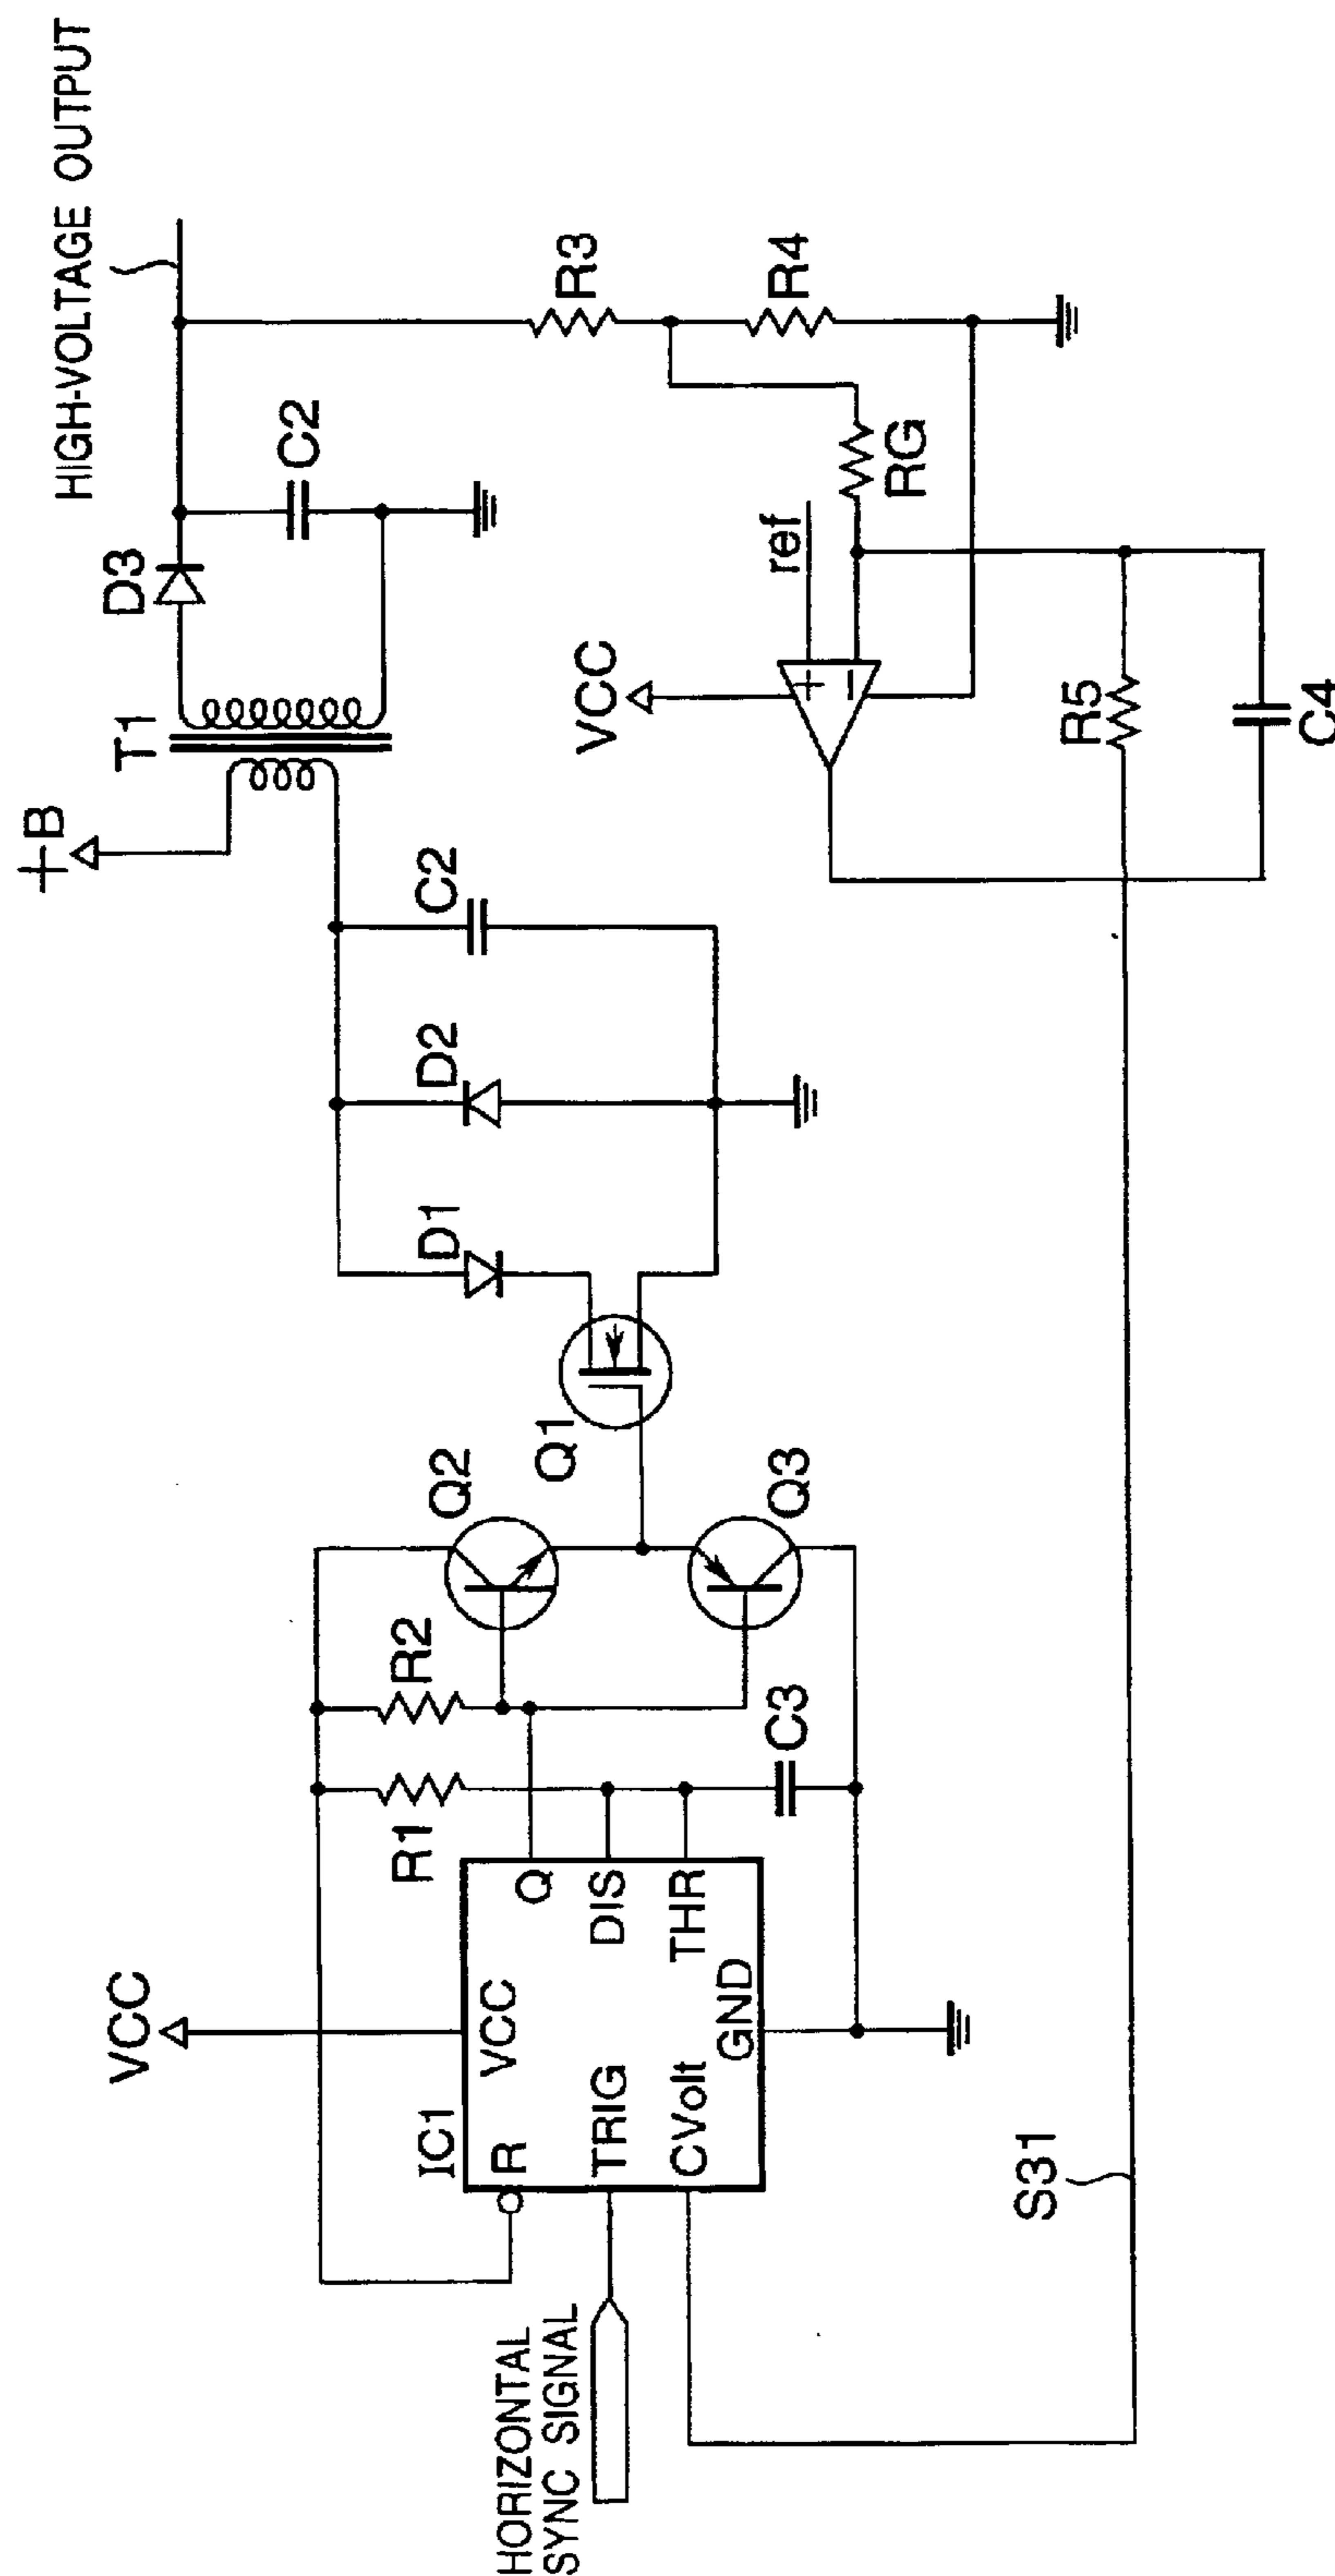 HORIZONTAL
SYNC SIGNAL
VCC
IC1
R
VCC
TRIG
CVolt
GND
Q
DIS
THR
R1
R2
C3
Q2
Q3
Q1
D1
D2
C2
+B
T1
D3
C2
HIGH-VOLTAGE OUTPUT
R3
R4
RG
ref
VCC
+
−
R5
C4
S31